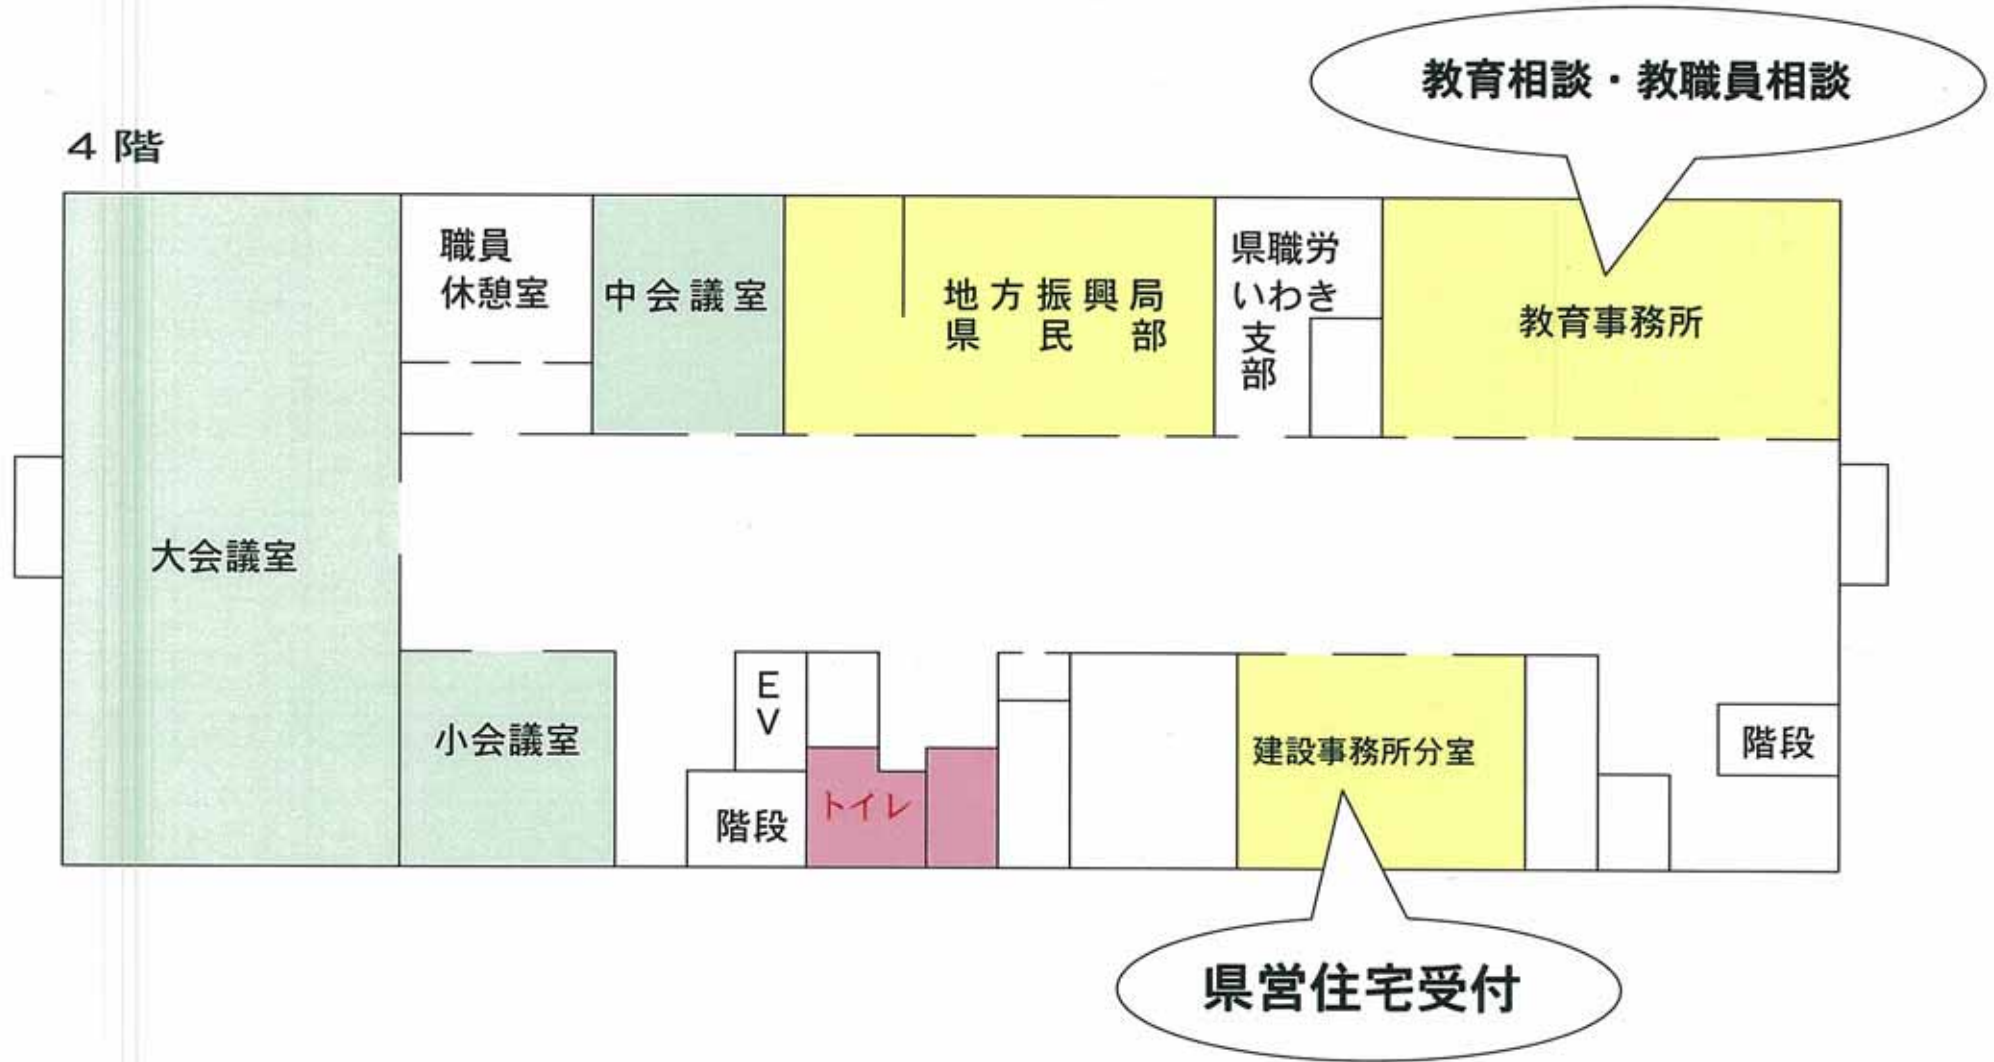 教育相談・教職員相談
4 階
職員
休憩室
中会議室
地方振興局
県民部
県職労
いわき
支
部
教育事務所
大会議室
小会議室
E
V
階段
トイレ
建設事務所分室
階段
県営住宅受付